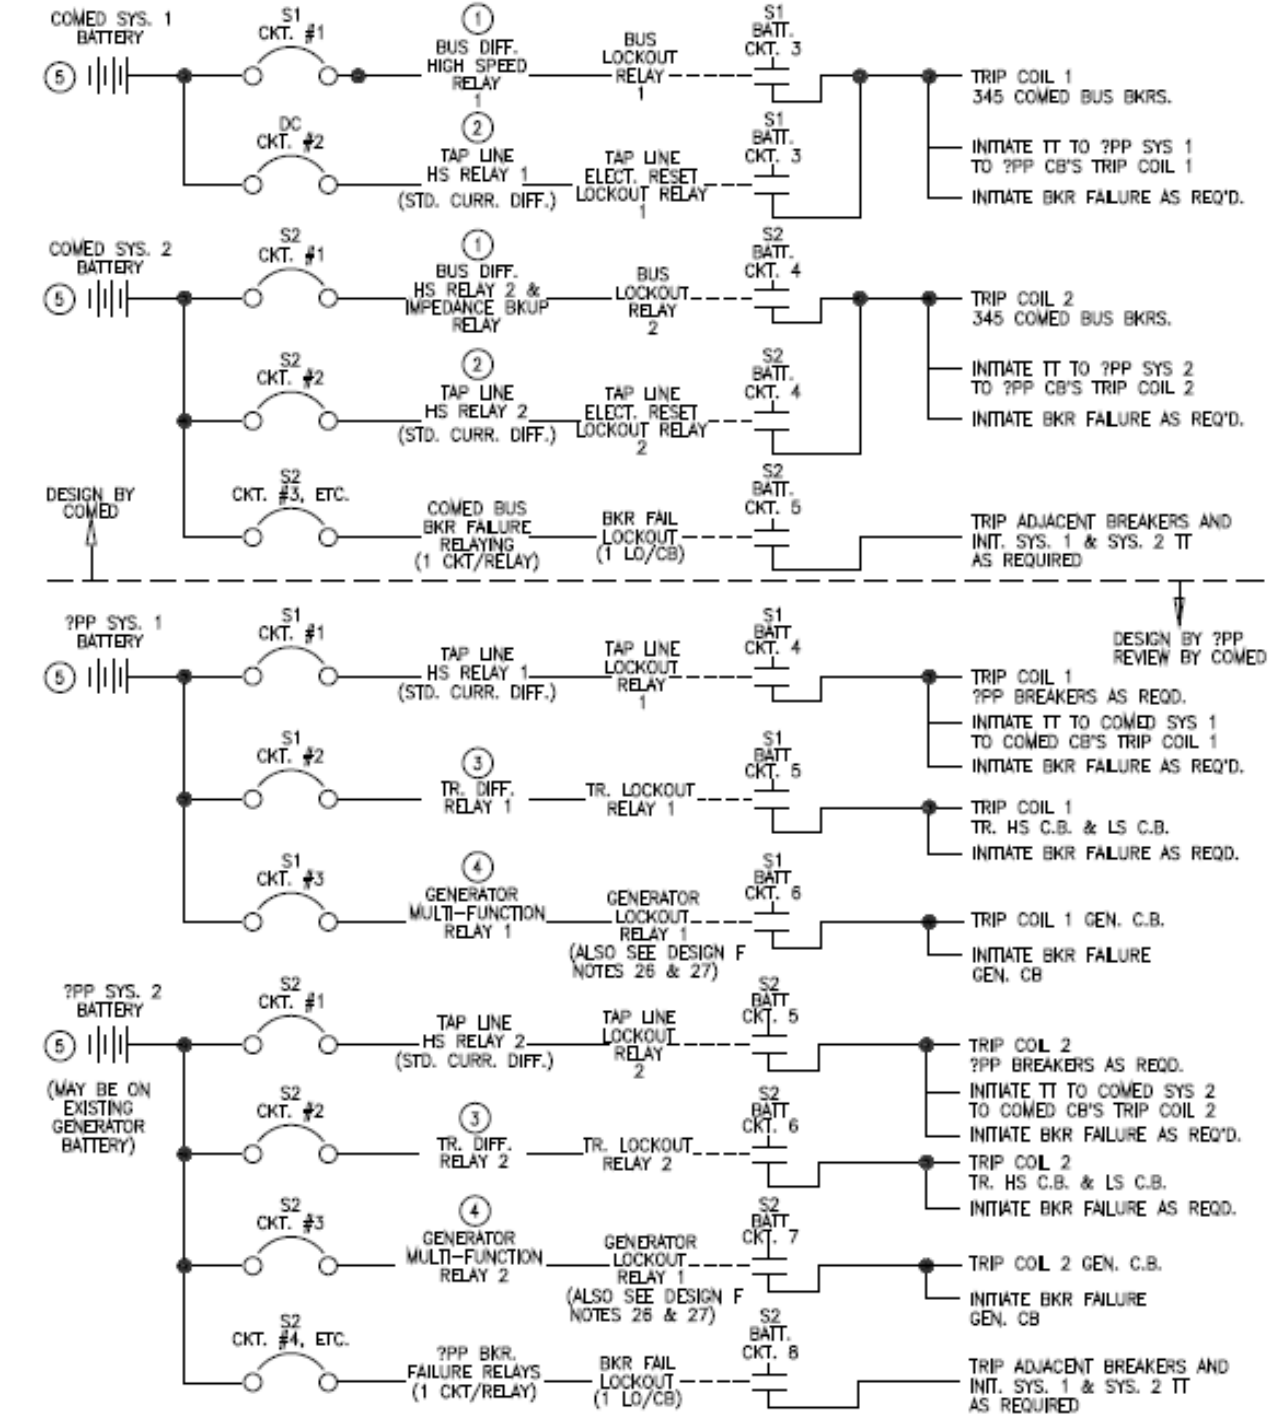 COMED SYS. 1
BATTERY
5
S1
CKT. #1
1
BUS DIFF.
HIGH SPEED
RELAY
1
BUS
LOCKOUT
RELAY
1
S1
BATT.
CKT. 3
TRIP COIL 1
345 COMED BUS BKRS.
DC
CKT. #2
2
TAP LINE
HS RELAY 1
(STD. CURR. DIFF.)
TAP LINE
ELECT. RESET
LOCKOUT RELAY
1
S1
BATT.
CKT. 3
INITIATE TT TO ?PP SYS 1
TO ?PP CB'S TRIP COIL 1
INITIATE BKR FAILURE AS REQ'D.
COMED SYS. 2
BATTERY
5
S2
CKT. #1
1
BUS DIFF.
HS RELAY 2 &
IMPEDANCE BKUP
RELAY
BUS
LOCKOUT
RELAY
2
S2
BATT.
CKT. 4
TRIP COIL 2
345 COMED BUS BKRS.
S2
CKT. #2
2
TAP LINE
HS RELAY 2
(STD. CURR. DIFF.)
TAP LINE
ELECT. RESET
LOCKOUT RELAY
2
S2
BATT.
CKT. 4
INITIATE TT TO ?PP SYS 2
TO ?PP CB'S TRIP COIL 2
INITIATE BKR FAILURE AS REQ'D.
DESIGN BY
COMED
S2
CKT. #3, ETC.
COMED BUS
BKR FAILURE
RELAYING
(1 CKT/RELAY)
BKR FAIL
LOCKOUT
(1 LO/CB)
S2
BATT.
CKT. 5
TRIP ADJACENT BREAKERS AND
INIT. SYS. 1 & SYS. 2 TT
AS REQUIRED
DESIGN BY ?PP
REVIEW BY COMED
?PP SYS. 1
BATTERY
5
S1
CKT. #1
TAP LINE
HS RELAY 1
(STD. CURR. DIFF.)
TAP LINE
LOCKOUT
RELAY
1
S1
BATT
CKT. 4
TRIP COIL 1
?PP BREAKERS AS REQD.
INITIATE TT TO COMED SYS 1
TO COMED CB'S TRIP COIL 1
INITIATE BKR FAILURE AS REQ'D.
S1
CKT. #2
3
TR. DIFF.
RELAY 1
TR. LOCKOUT
RELAY 1
S1
BATT
CKT. 5
TRIP COIL 1
TR. HS C.B. & LS C.B.
INITIATE BKR FAILURE AS REQD.
S1
CKT. #3
4
GENERATOR
MULTI-FUNCTION
RELAY 1
GENERATOR
LOCKOUT
RELAY 1
(ALSO SEE DESIGN F
NOTES 26 & 27)
S1
BATT
CKT. 6
TRIP COIL 1 GEN. C.B.
INITIATE BKR FAILURE
GEN. CB
?PP SYS. 2
BATTERY
5
(MAY BE ON
EXISTING
GENERATOR
BATTERY)
S2
CKT. #1
TAP LINE
HS RELAY 2
(STD. CURR. DIFF.)
TAP LINE
LOCKOUT
RELAY
2
S2
BATT
CKT. 5
TRIP COIL 2
?PP BREAKERS AS REQD.
INITIATE TT TO COMED SYS 2
TO COMED CB'S TRIP COIL 2
INITIATE BKR FAILURE AS REQ'D.
S2
CKT. #2
3
TR. DIFF.
RELAY 2
TR. LOCKOUT
RELAY 2
S2
BATT
CKT. 6
TRIP COIL 2
TR. HS C.B. & LS C.B.
INITIATE BKR FAILURE AS REQD.
S2
CKT. #3
4
GENERATOR
MULTI-FUNCTION
RELAY 2
GENERATOR
LOCKOUT
RELAY 1
(ALSO SEE DESIGN F
NOTES 26 & 27)
S2
BATT
CKT. 7
TRIP COIL 2 GEN. C.B.
INITIATE BKR FAILURE
GEN. CB
S2
CKT. #4, ETC.
?PP BKR.
FAILURE RELAYS
(1 CKT/RELAY)
BKR FAIL
LOCKOUT
(1 LO/CB)
S2
BATT.
CKT. 8
TRIP ADJACENT BREAKERS AND
INIT. SYS. 1 & SYS. 2 TT
AS REQUIRED